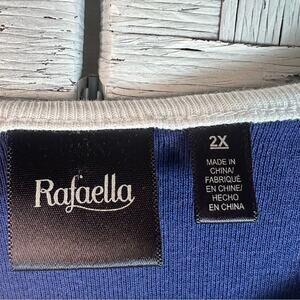 Rafaella
2X
MADE IN
CHINA/
FABRIQUÉ
EN CHINE/
HECHO
EN CHINA